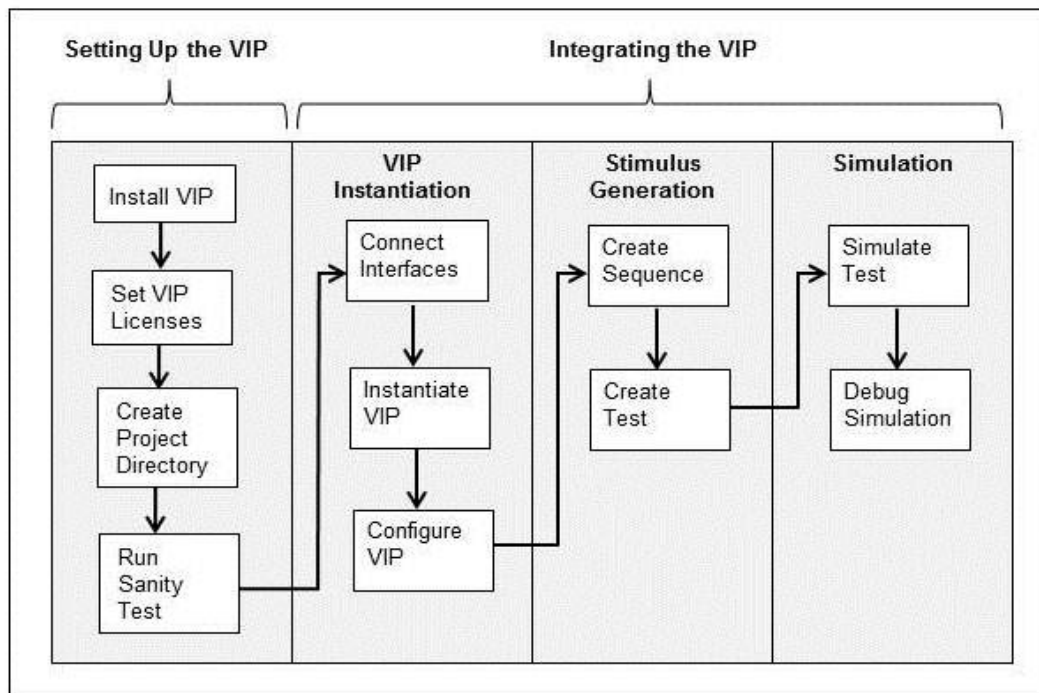 Setting Up the VIP
Integrating the VIP
Install VIP
Set VIP
Licenses
Create
Project
Directory
Run
Sanity
Test
VIP
Instantiation
Connect
Interfaces
Instantiate
VIP
Configure
VIP
Stimulus
Generation
Create
Sequence
Create
Test
Simulation
Simulate
Test
Debug
Simulation